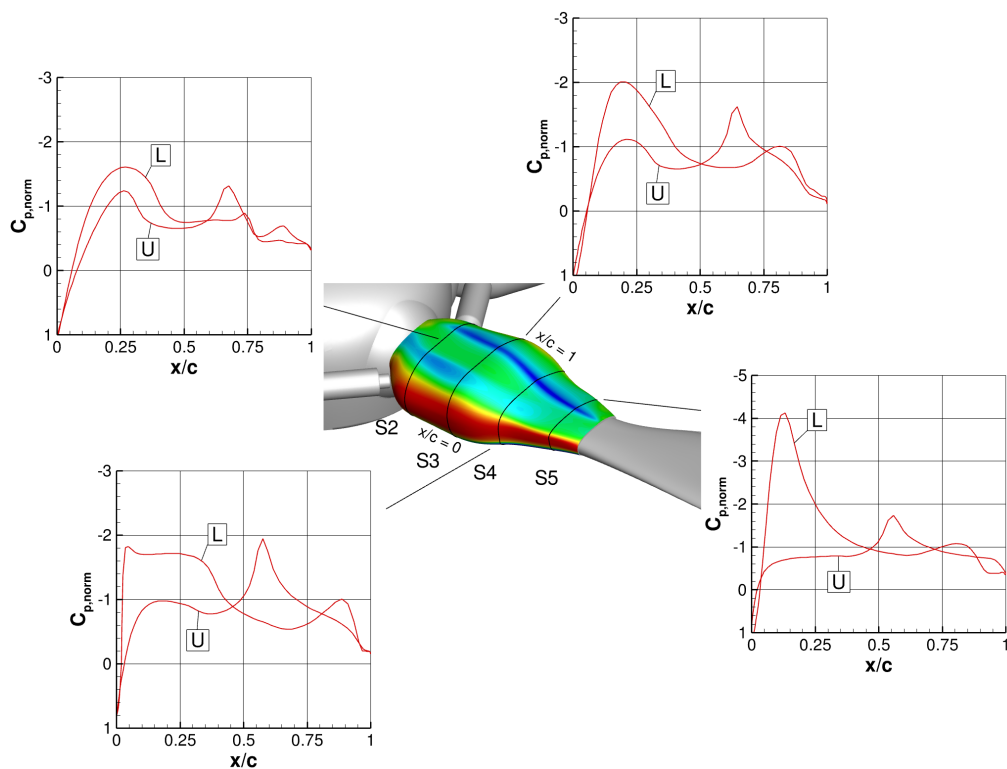 -3
-2
-1
0
1
C_p,norm
L
U
0
0.25
0.5
0.75
1
x/c
-3
-2
-1
0
1
C_p,norm
L
U
0
0.25
0.5
0.75
1
x/c
x/c = 1
S2
x/c = 0
S3
S4
S5
-5
-4
-3
-2
-1
0
1
C_p,norm
L
U
0
0.25
0.5
0.75
1
x/c
-3
-2
-1
0
1
C_p,norm
L
U
0
0.25
0.5
0.75
1
x/c